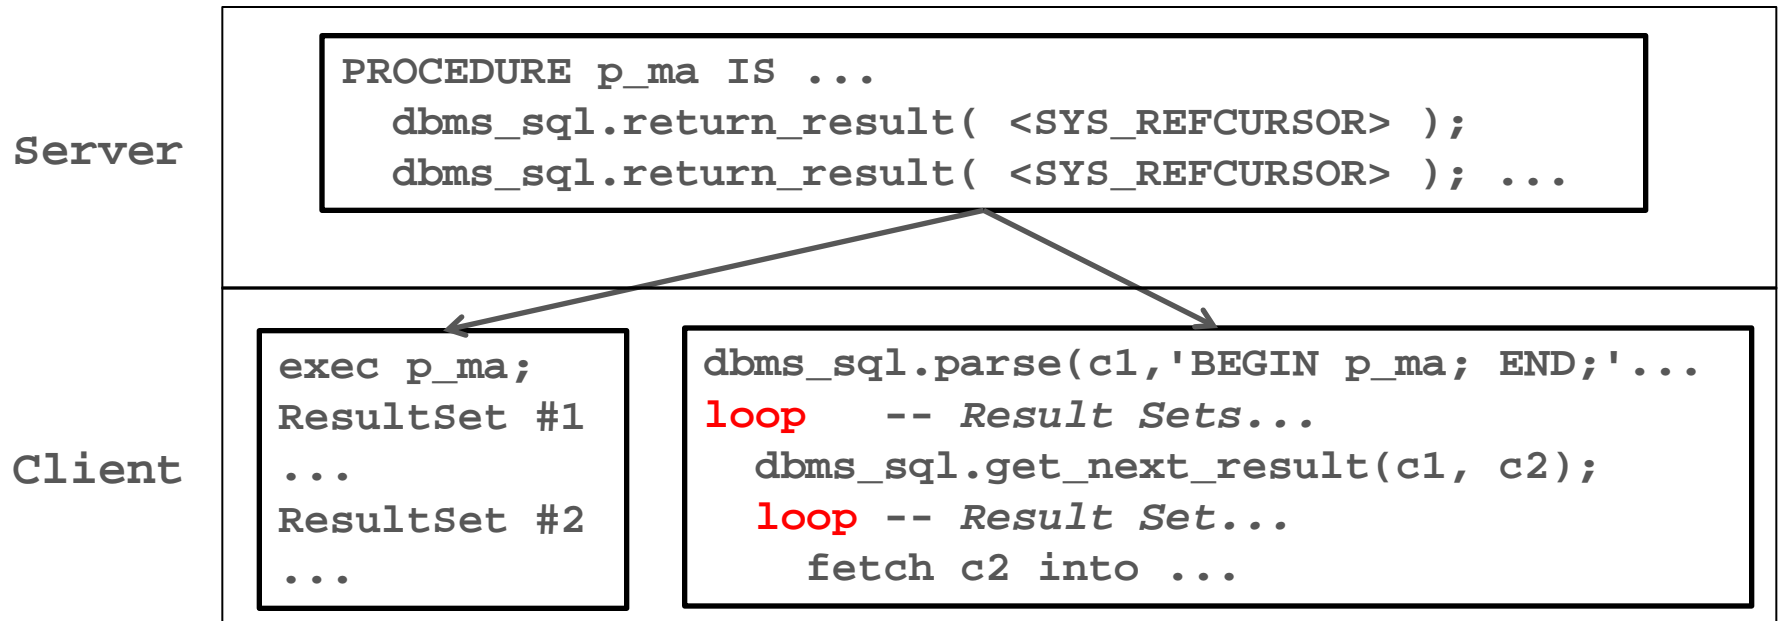 Server
PROCEDURE p_ma IS ...
dbms_sql.return_result( <SYS_REFCURSOR> );
dbms_sql.return_result( <SYS_REFCURSOR> ); ...
Client
exec p_ma;
ResultSet #1
...
ResultSet #2
...
dbms_sql.parse(c1,'BEGIN p_ma; END;'...
loop -- Result Sets...
dbms_sql.get_next_result(c1, c2);
loop -- Result Set...
fetch c2 into ...